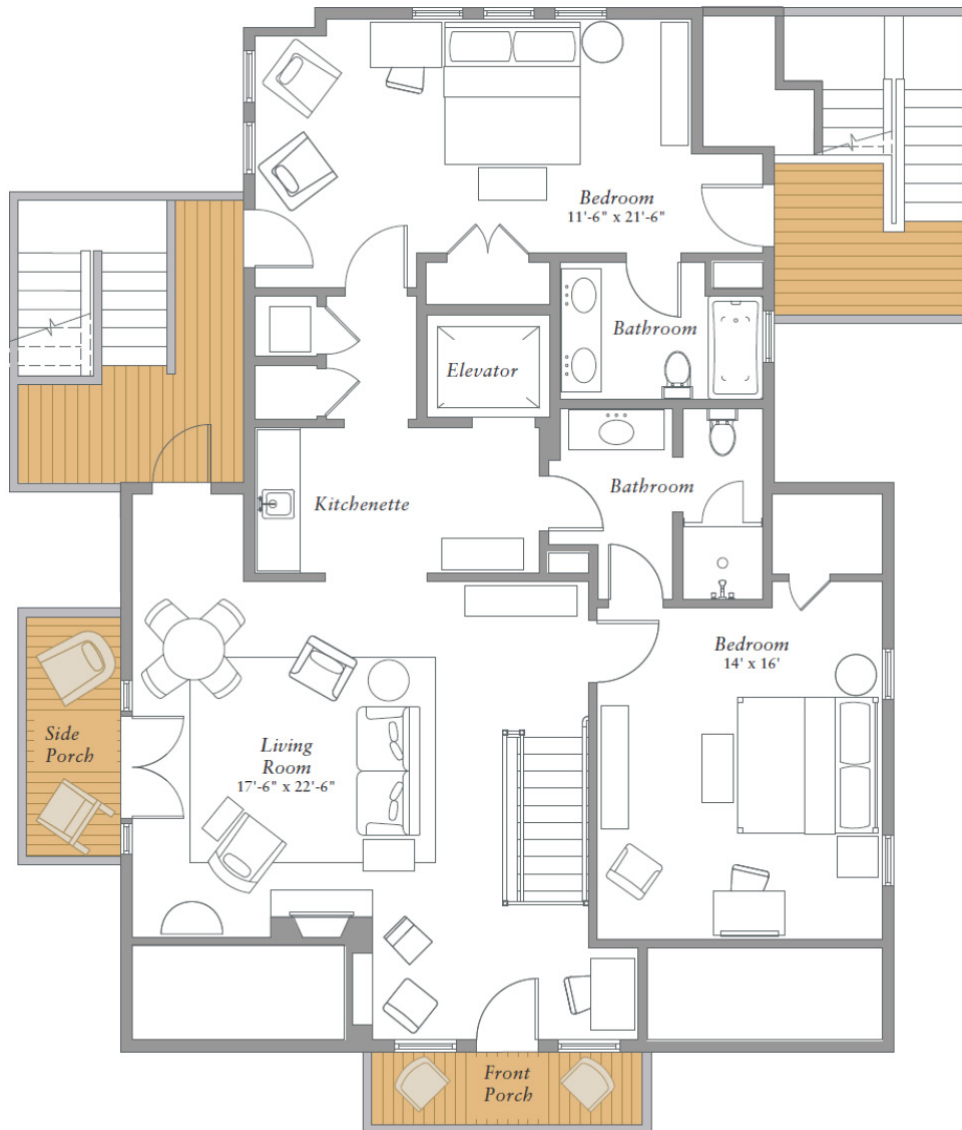 Bedroom
11'-6" x 21'-6"
Bathroom
Elevator
Bathroom
Kitchenette
Bedroom
14' x 16'
Side
Porch
Living
Room
17'-6" x 22'-6"
Front
Porch